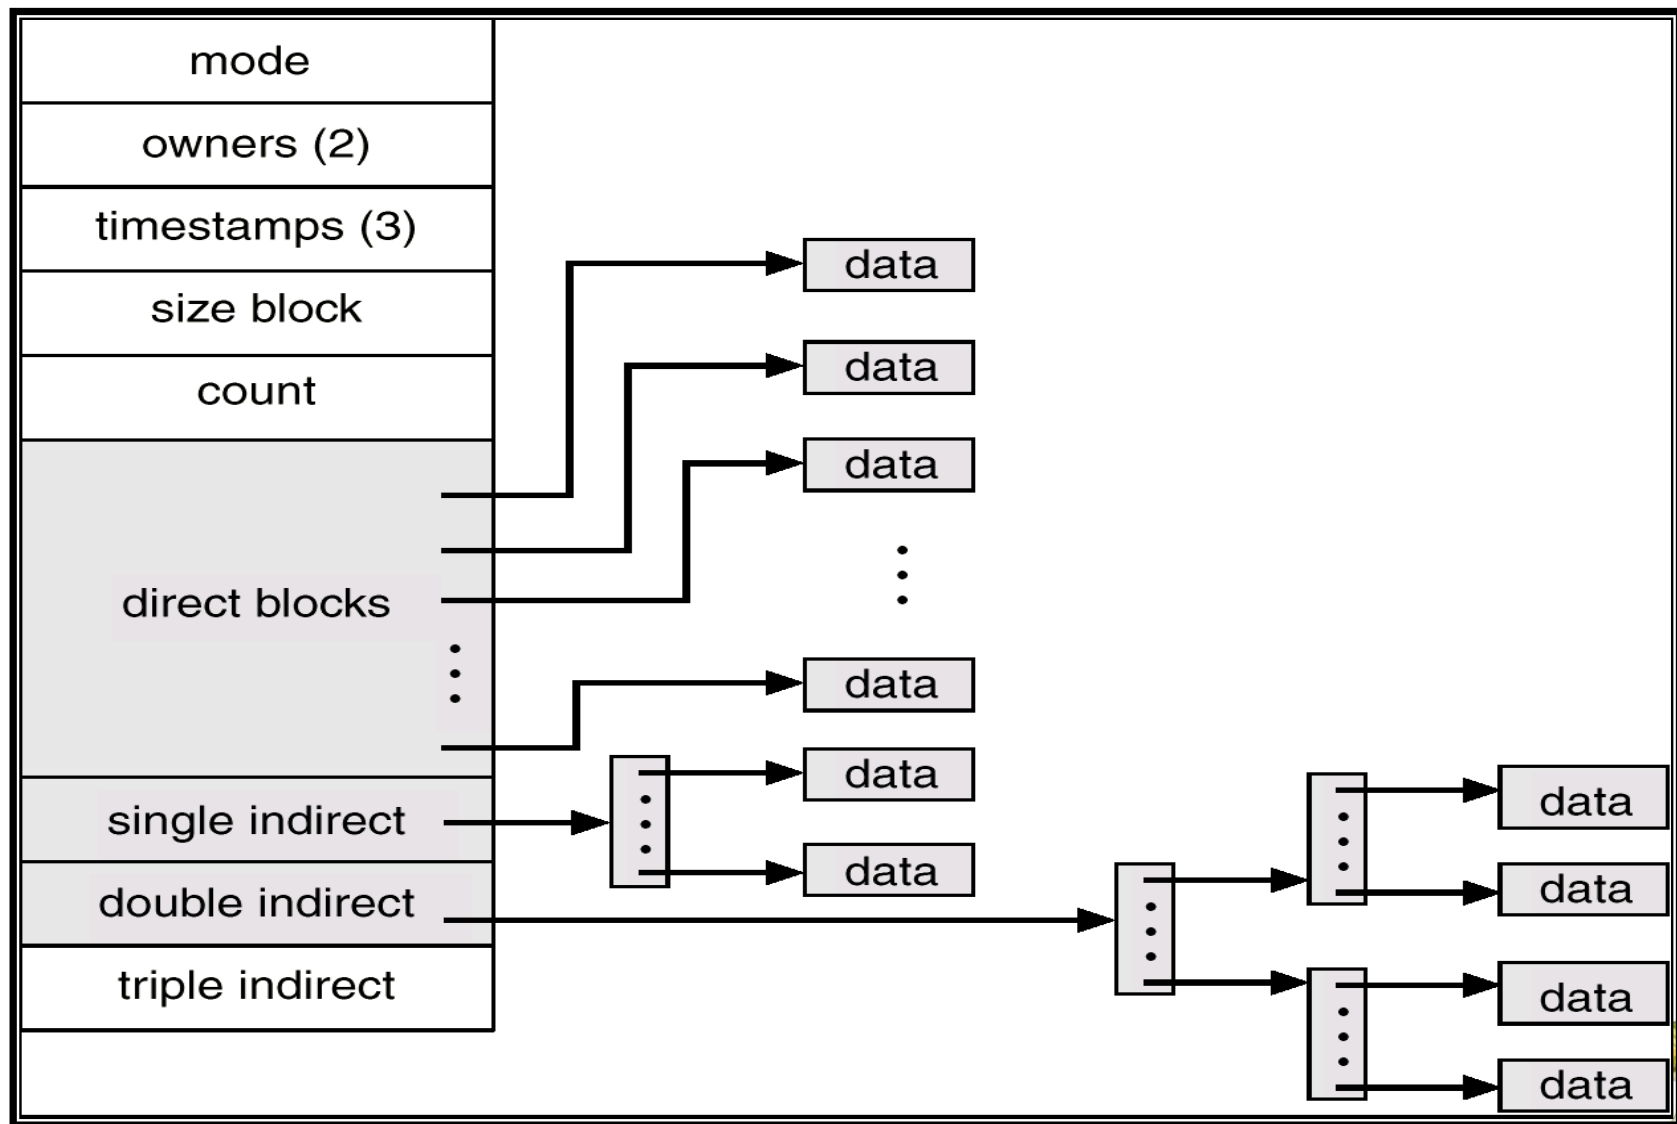 mode
owners (2)
timestamps (3)
size block
count
direct blocks
single indirect
double indirect
triple indirect
data
data
data
data
data
data
data
data
data
data